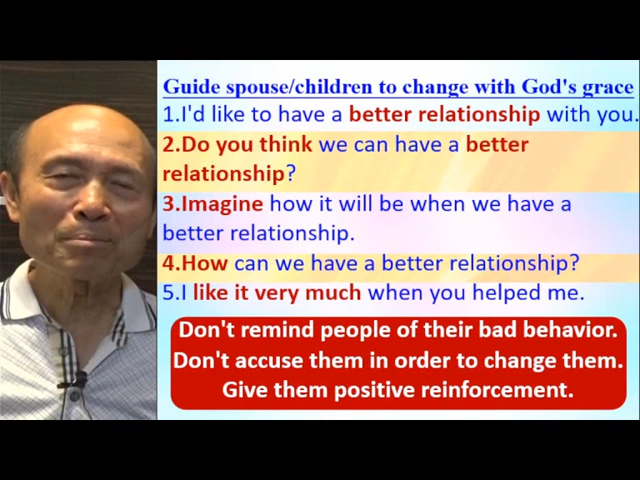 Guide spouse/children to change with God's grace
1.I'd like to have a better relationship with you.
2.Do you think we can have a better
relationship?
3.Imagine how it will be when we have a
better relationship.
4.How can we have a better relationship?
5.I like it very much when you helped me.
Don't remind people of their bad behavior.
Don't accuse them in order to change them.
Give them positive reinforcement.